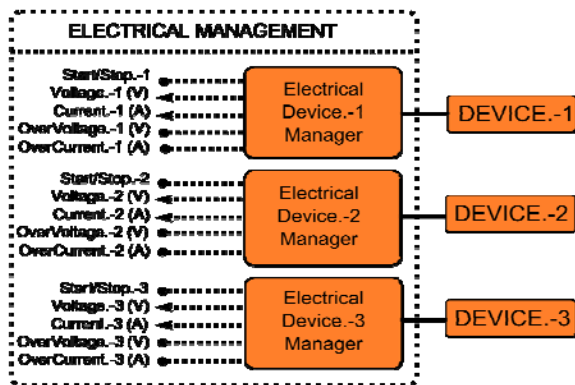 ELECTRICAL MANAGEMENT
Start/Stop.-1
Voltage.-1 (V)
Current.-1 (A)
OverVoltage.-1 (V)
OverCurrent.-1 (A)
Electrical
Device.-1
Manager
DEVICE.-1
Start/Stop.-2
Voltage.-2 (V)
Current.-2 (A)
OverVoltage.-2 (V)
OverCurrent.-2 (A)
Electrical
Device.-2
Manager
DEVICE.-2
Start/Stop.-3
Voltage.-3 (V)
Current.-3 (A)
OverVoltage.-3 (V)
OverCurrent.-3 (A)
Electrical
Device.-3
Manager
DEVICE.-3